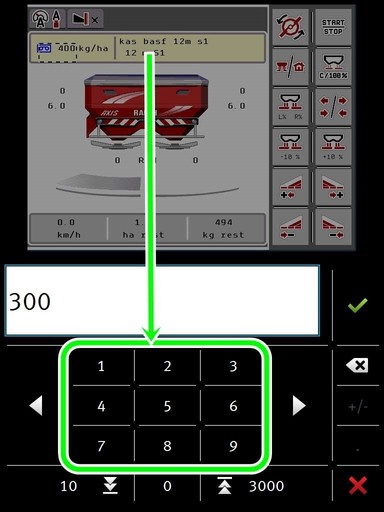 400kg/ha
kas basf 12m s1
12
S1
START
STOP
C/100%
0
6.0
0
6.0
AXIS
L% R%
0
0
-10 %
+10 %
0.0
km/h
ha rest
494
kg rest
300
1 2 3
4 5 6
7 8 9
+/-
.
10
0
3000